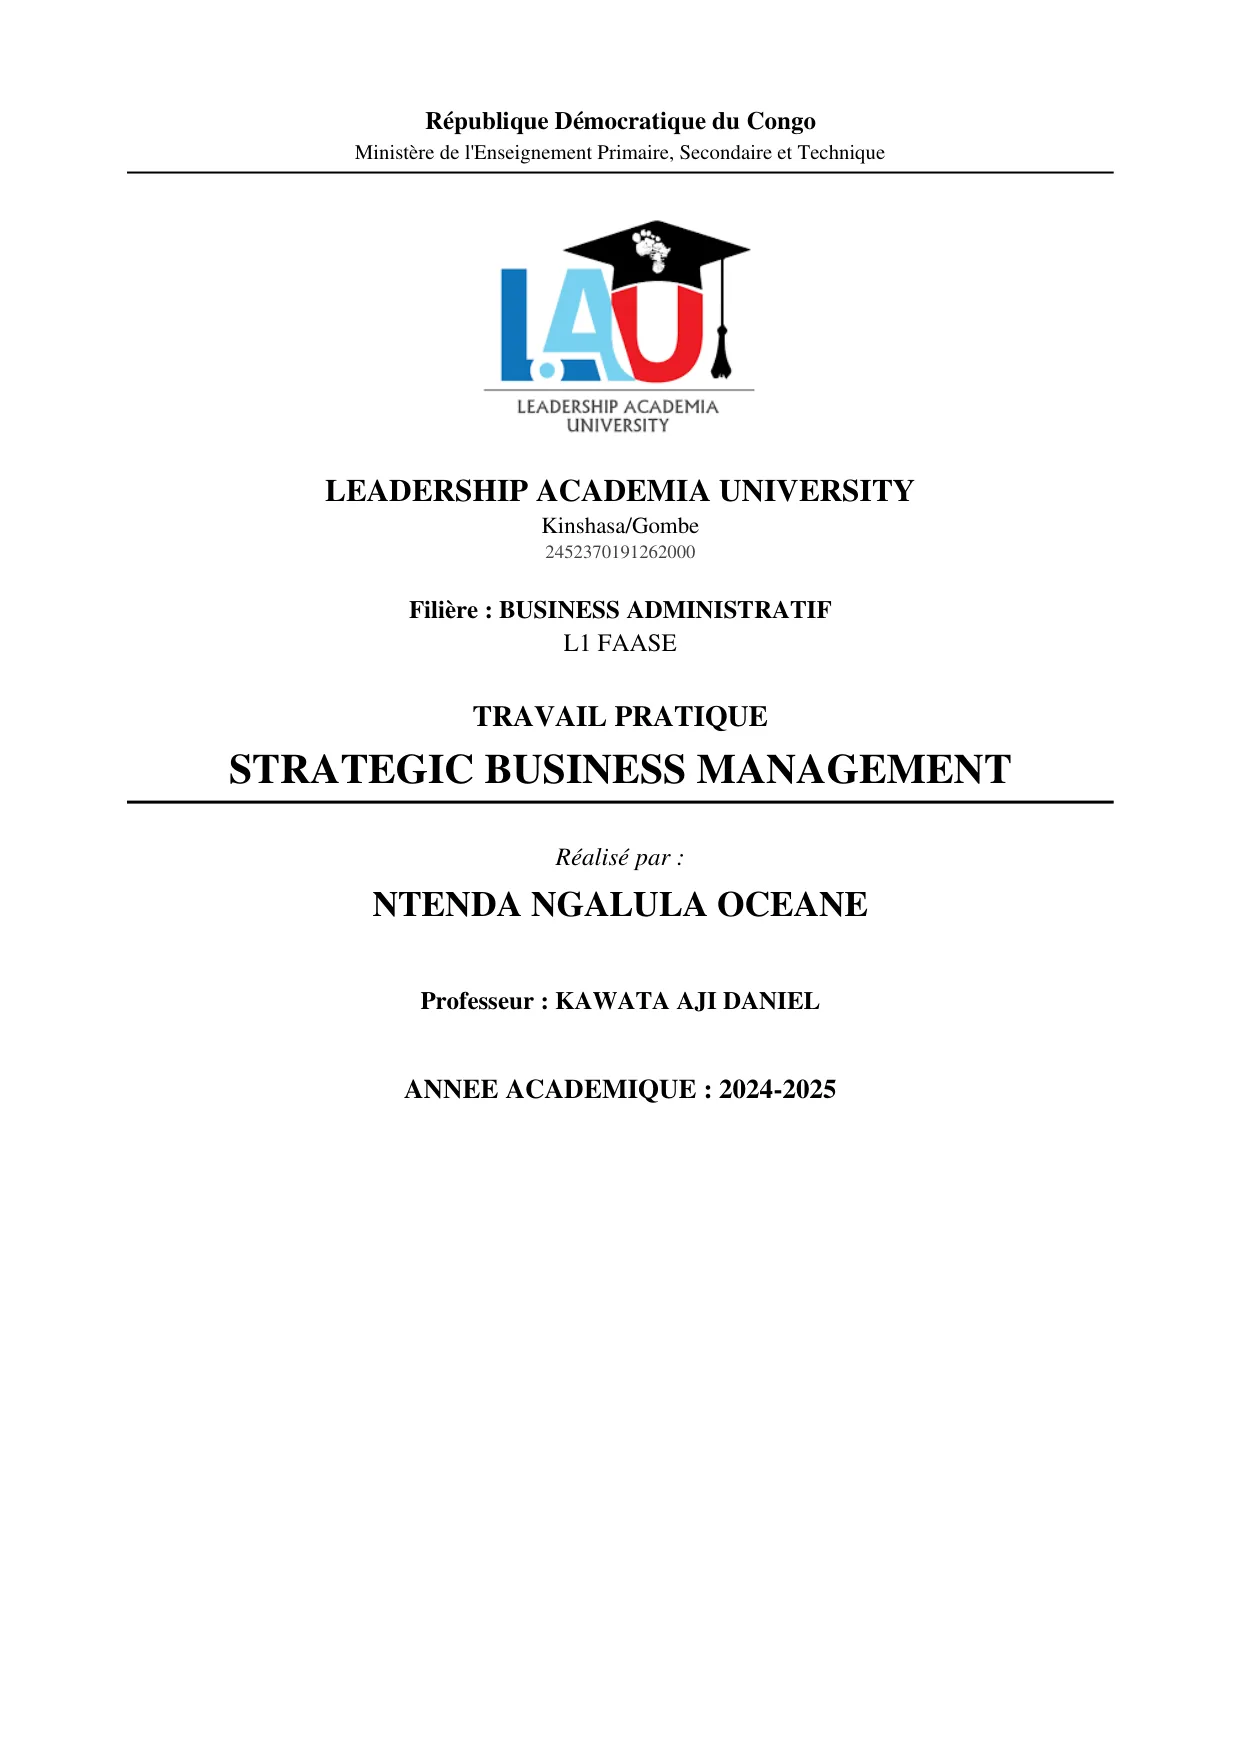 République Démocratique du Congo
Ministère de l'Enseignement Primaire, Secondaire et Technique
LAU
LEADERSHIP ACADEMIA
UNIVERSITY
LEADERSHIP ACADEMIA UNIVERSITY
Kinshasa/Gombe
2452370191262000
Filière : BUSINESS ADMINISTRATIF
L1 FAASE
TRAVAIL PRATIQUE
STRATEGIC BUSINESS MANAGEMENT
Réalisé par :
NTENDA NGALULA OCEANE
Professeur : KAWATA AJI DANIEL
ANNEE ACADEMIQUE : 2024-2025